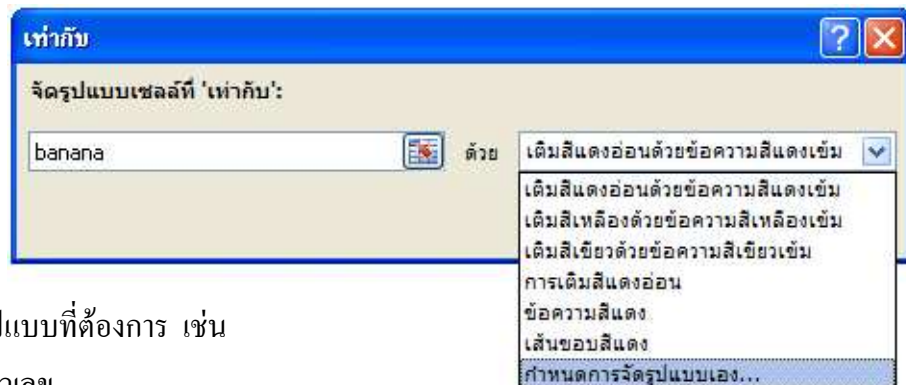 เท่ากับ
จัดรูปแบบเซลล์ที่ 'เท่ากับ':
banana ด้วย เติมสีแดงอ่อนด้วยข้อความสีแดงเข้ม
เติมสีแดงอ่อนด้วยข้อความสีแดงเข้ม
เติมสีเหลืองด้วยข้อความสีเหลืองเข้ม
เติมสีเขียวด้วยข้อความสีเขียวเข้ม
การเติมสีแดงอ่อน
ข้อความสีแดง
เส้นขอบสีแดง
กำหนดการจัดรูปแบบเอง...
แบบที่ต้องการ เช่น